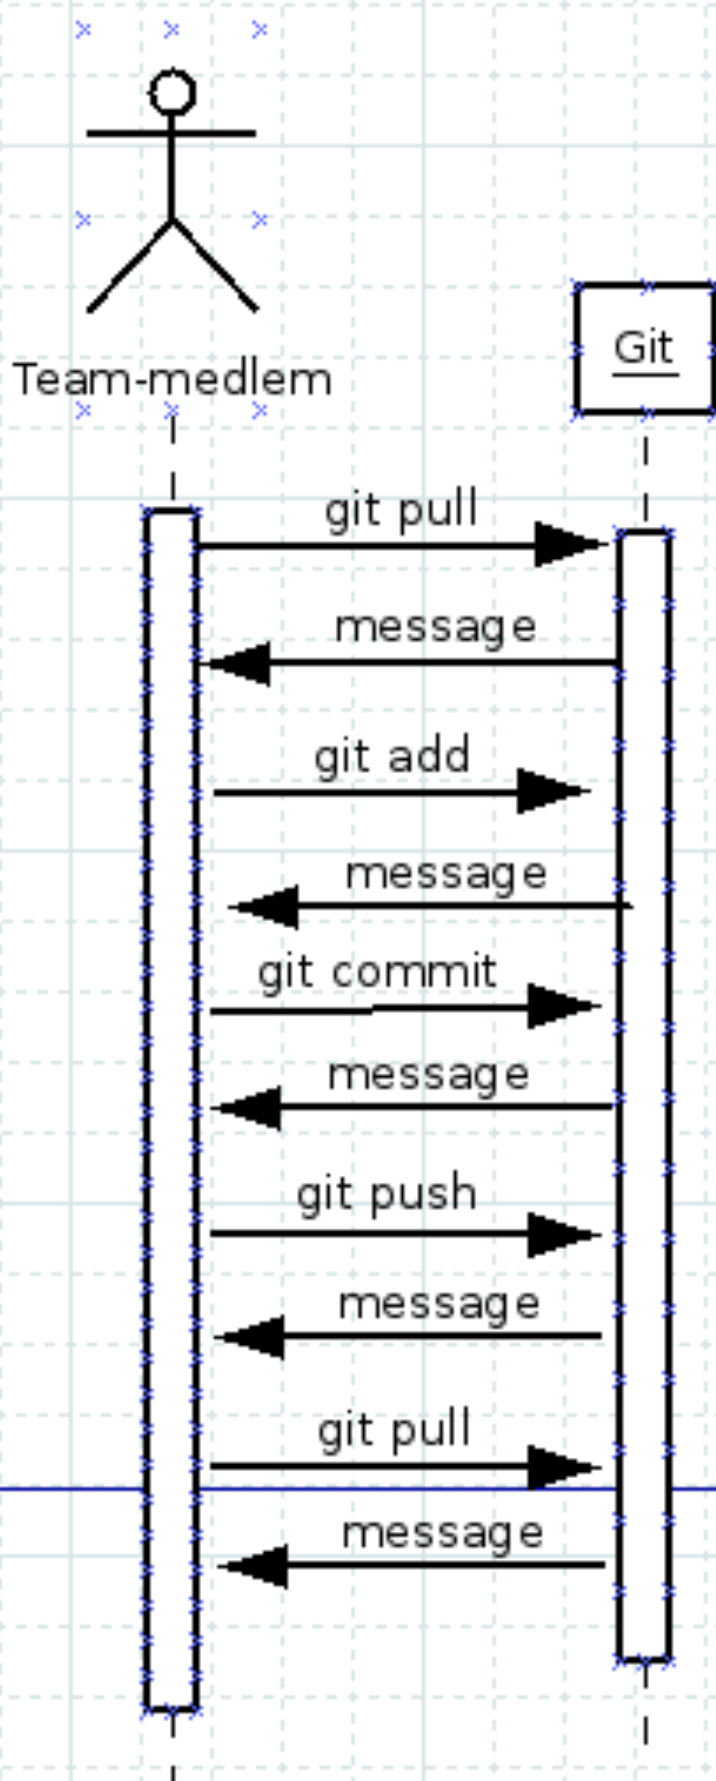 Team-medlem
Git
git pull
message
git add
message
git commit
message
git push
message
git pull
message